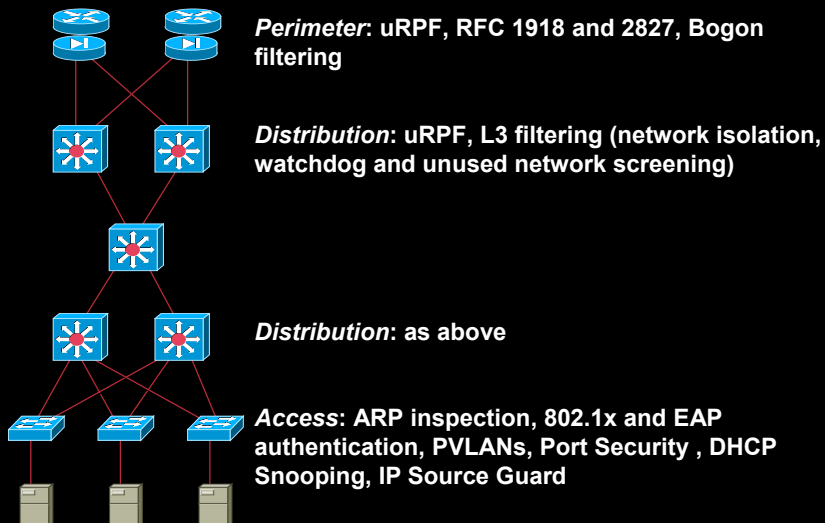 Perimeter: uRPF, RFC 1918 and 2827, Bogon
filtering
Distribution: uRPF, L3 filtering (network isolation,
watchdog and unused network screening)
Distribution: as above
Access: ARP inspection, 802.1x and EAP
authentication, PVLANs, Port Security , DHCP
Snooping, IP Source Guard